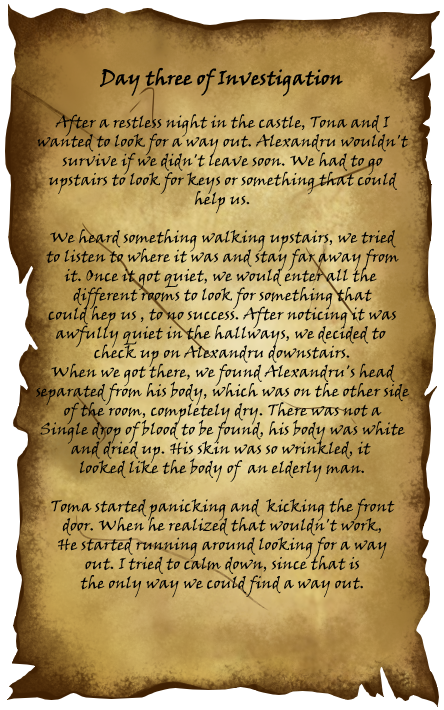 Day three of Investigation
After a restless night in the castle, Tona and I
wanted to look for a way out. Alexandru wouldn't
survive if we didn't leave soon. We had to go
upstairs to look for keys or something that could
help us.
We heard something walking upstairs, we tried
to listen to where it was and stay far away from
it. Once it got quiet, we would enter all the
different rooms to look for something that
could hep us , to no success. After noticing it was
awfully quiet in the hallways, we decided to
check up on Alexandru downstairs.
When we got there, we found Alexandru's head
separated from his body, which was on the other side
of the room, completely dry. There was not a
Single drop of blood to be found, his body was white
and dried up. His skin was so wrinkled, it
looked like the body of an elderly man.
Toma started panicking and kicking the front
door. When he realized that wouldn't work,
He started running around looking for a way
out. I tried to calm down, since that is
the only way we could find a way out.